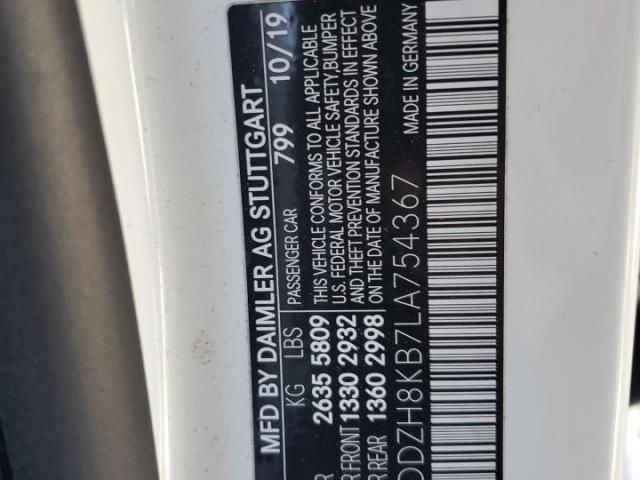 MFD BY DAIMLER AG STUTTGART
799 10/19
KG LBS PASSENGER CAR
2635 5809
FRONT 1330 2932
REAR 1360 2998
THIS VEHICLE CONFORMS TO ALL APPLICABLE
U.S. FEDERAL MOTOR VEHICLE SAFETY, BUMPER
AND THEFT PREVENTION STANDARDS IN EFFECT
ON THE DATE OF MANUFACTURE SHOWN ABOVE
MADE IN GERMANY
DDZH8KB7LA754367